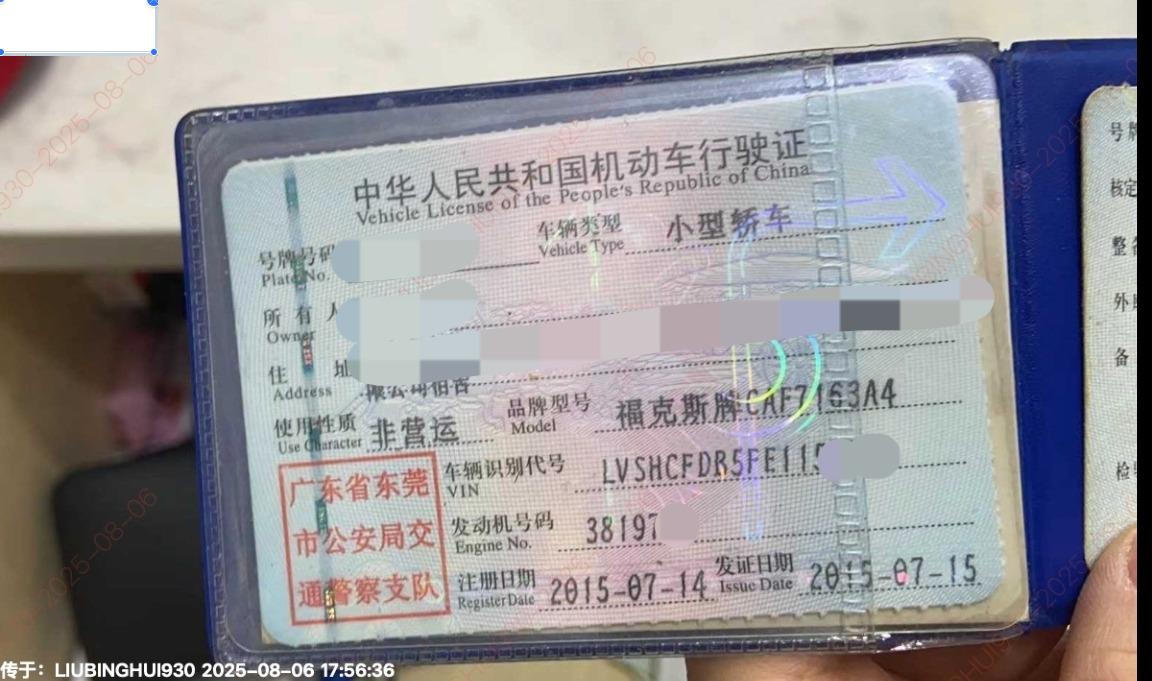 中华人民共和国机动车行驶证
Vehicle License of the People's Republic of China
号牌号码
Plate No.
车辆类型 小型轿车
Vehicle Type
所有人
Owner
住址
Address
限公司宿舍
使用性质 非营运
Use Character
品牌型号 福克斯牌CAF7163A4
Model
广东省东莞
市公安局交
通警察支队
车辆识别代号 LVSHCFDR5FE115
VIN
发动机号码 38197
Engine No.
注册日期 2015-07-14
Register Date
发证日期 2015-07-15
Issue Date
号牌
核定
整备
外
备
检
传于：LIUBINGHUI930 2025-08-06 17:56:36